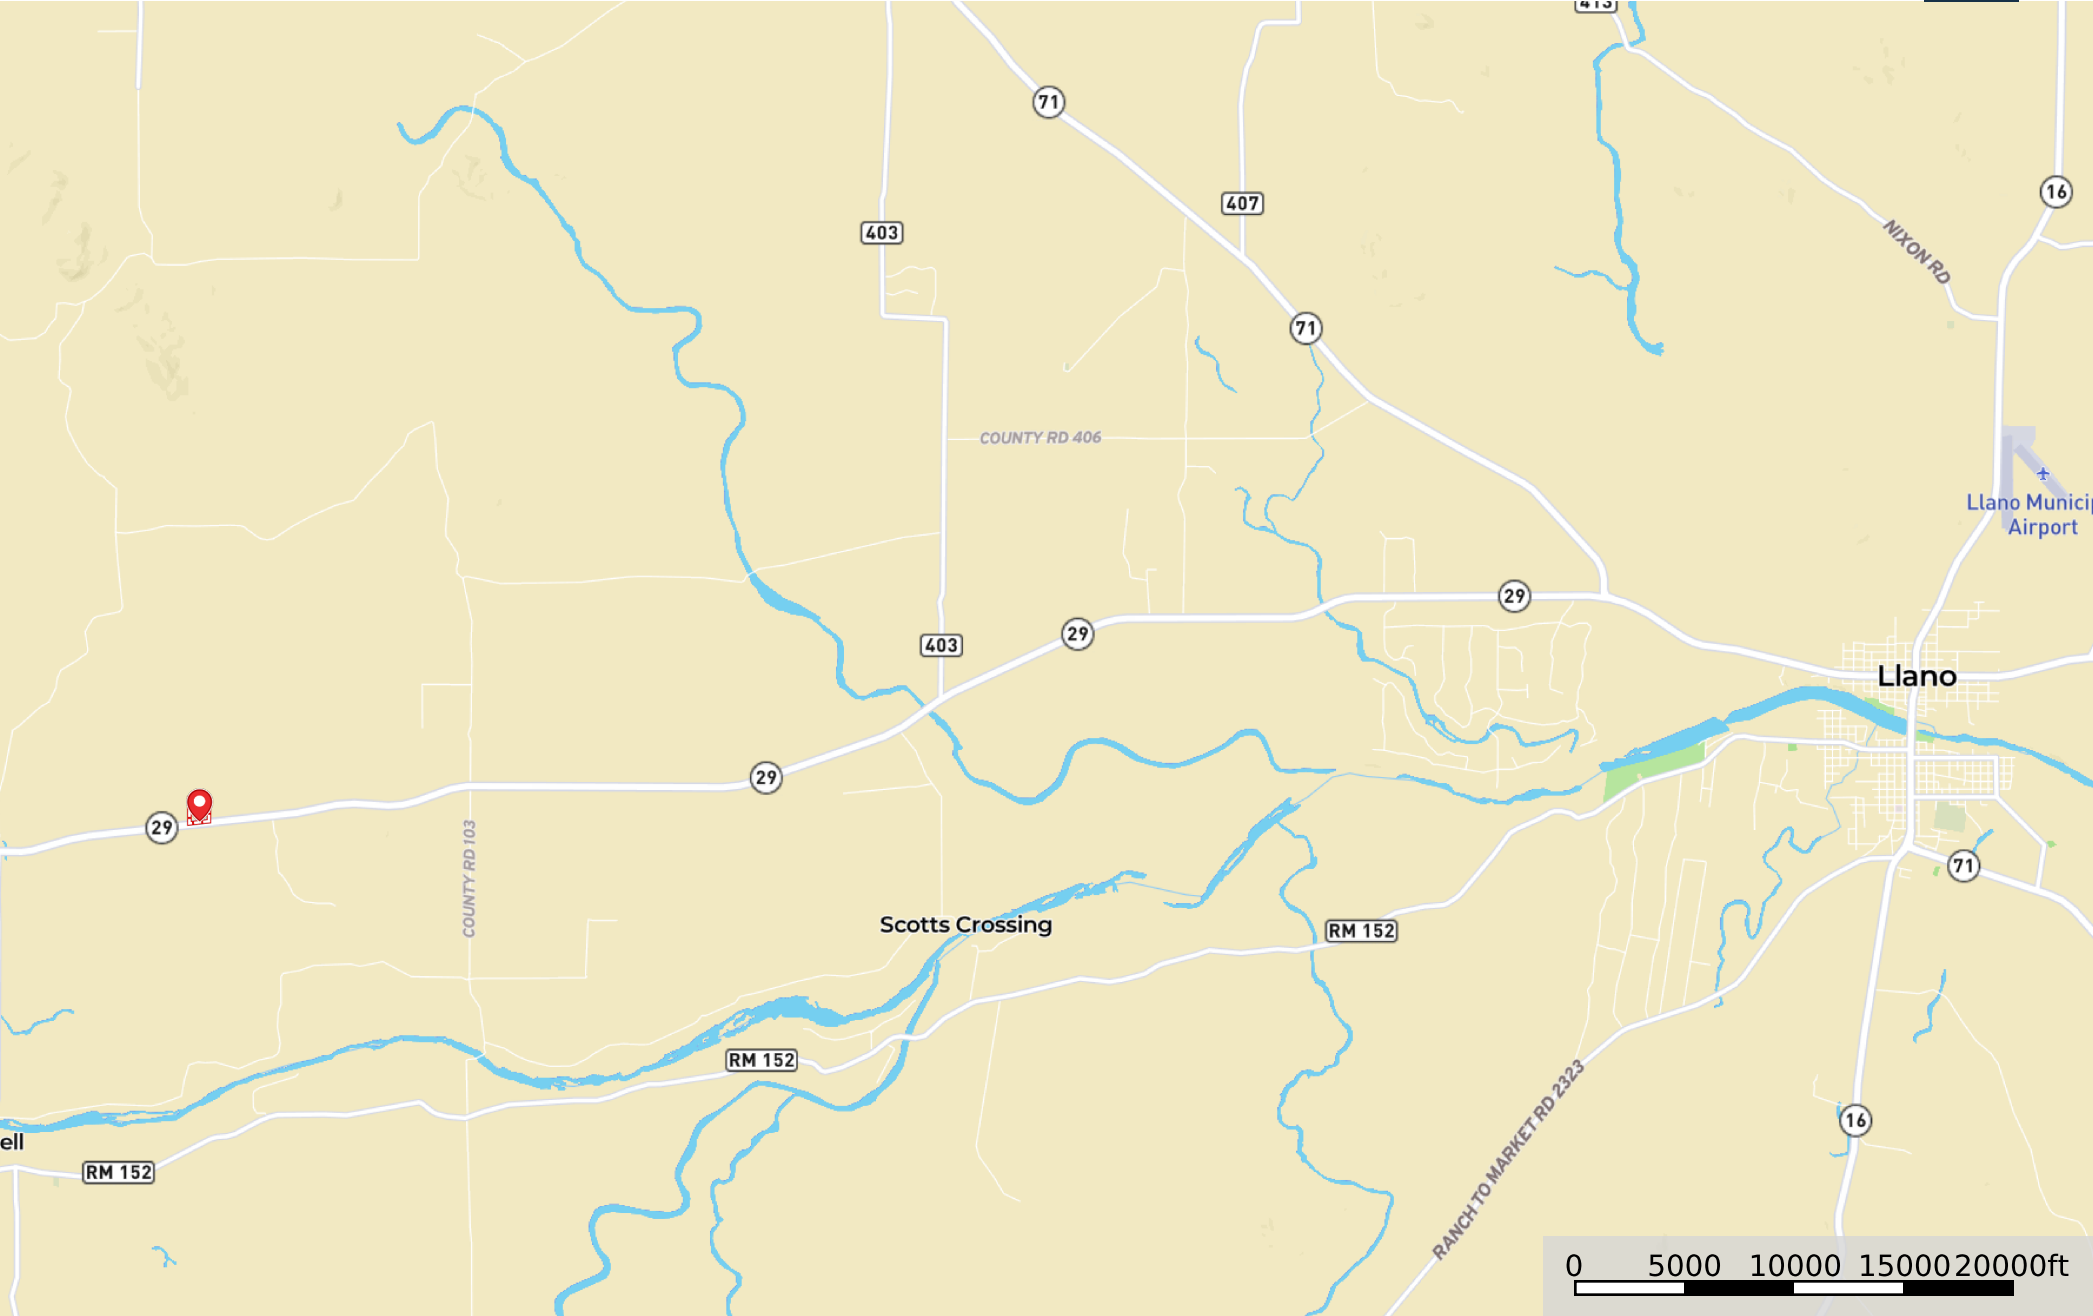 413
71
16
407
403
NIXON RD
71
COUNTY RD 406
Llano Municip
Airport
29
29
403
Llano
29
29
COUNTY RD 103
71
Scotts Crossing
RM 152
RM 152
ell
RM 152
RANCH TO MARKET RD 2323
16
0 5000 10000 15000 20000ft